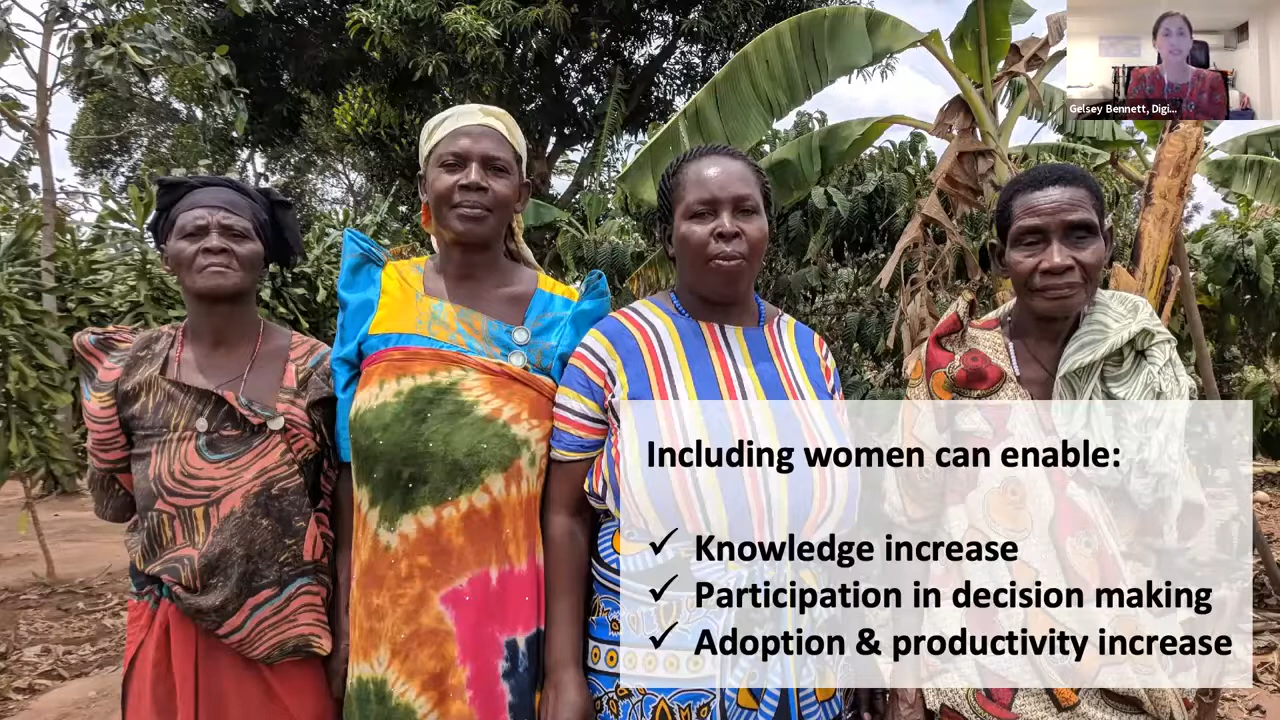 Gelsey Bennett, Digi...
Including women can enable:
✓ Knowledge increase
✓ Participation in decision making
✓ Adoption & productivity increase